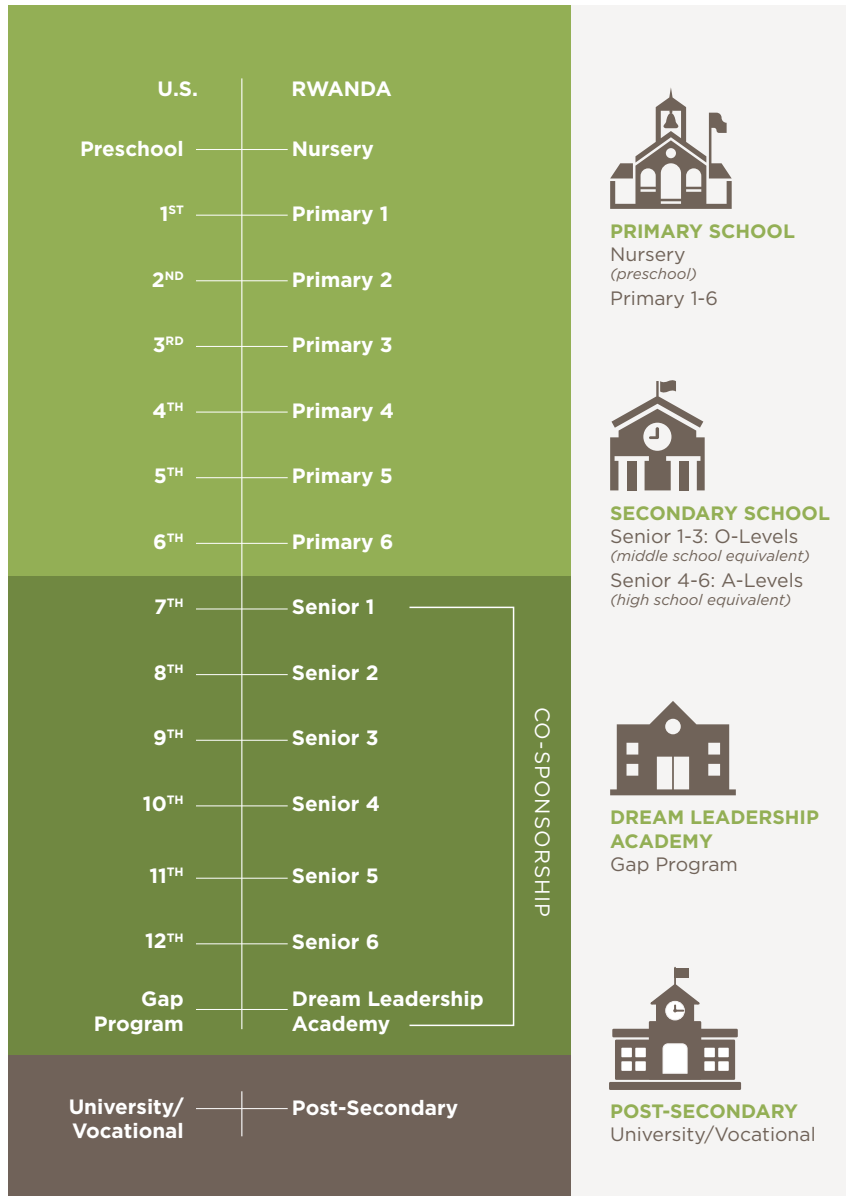 U.S. RWANDA
Preschool Nursery
1ST Primary 1
2ND Primary 2
3RD Primary 3
4TH Primary 4
5TH Primary 5
6TH Primary 6
7TH Senior 1
8TH Senior 2
9TH Senior 3
10TH Senior 4
11TH Senior 5
12TH Senior 6
Gap Dream Leadership
Program Academy
CO-SPONSORSHIP
University/ Post-Secondary
Vocational
PRIMARY SCHOOL
Nursery
(preschool)
Primary 1-6
SECONDARY SCHOOL
Senior 1-3: O-Levels
(middle school equivalent)
Senior 4-6: A-Levels
(high school equivalent)
DREAM LEADERSHIP
ACADEMY
Gap Program
POST-SECONDARY
University/Vocational